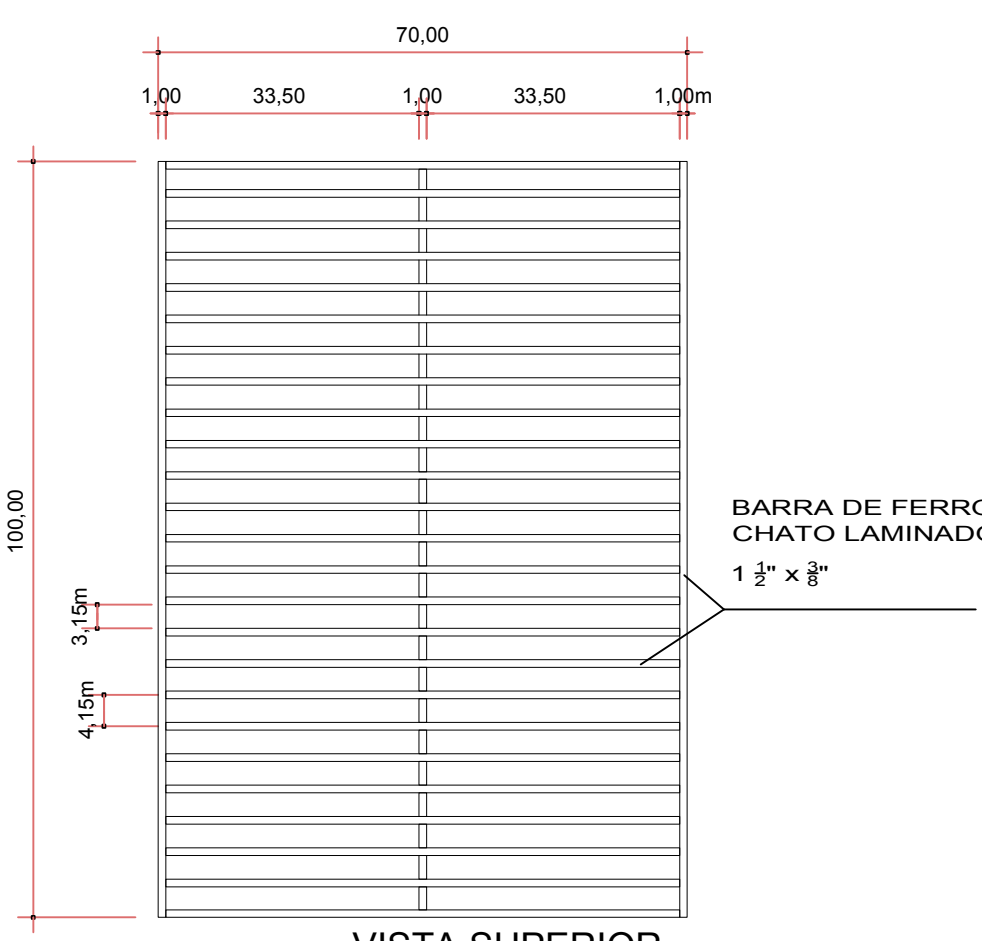 70,00
1,00 33,50 1,00 33,50 1,00m
100,00
BARRA DE FERRO
CHATO LAMINADO
1 1/2" x 3/8"
3,15m
4,15m
VISTA SUPERIOR